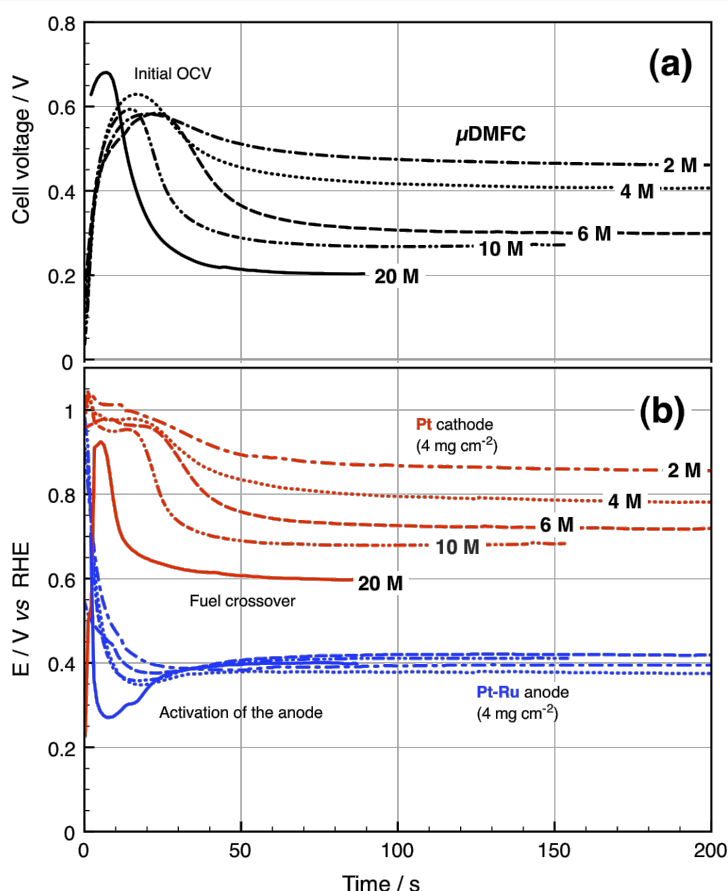 0.8
(a)
Initial OCV
0.6
µDMFC
2 M
0.4
4 M
6 M
10 M
20 M
0.2
0
Cell voltage / V
(b)
1
Pt cathode
(4 mg cm-2)
2 M
0.8
4 M
6 M
10 M
0.6
20 M
Fuel crossover
0.4
Pt-Ru anode
(4 mg cm-2)
Activation of the anode
0.2
0
E / V vs RHE
0 50 100 150 200
Time / s